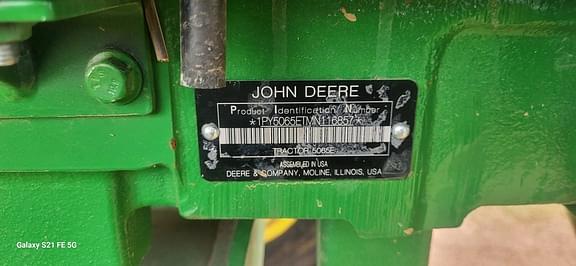 JOHN DEERE
Product Identification Number
*1PY5065ETMN116857*
TRACTOR 5065E
ASSEMBLED IN USA
DEERE & COMPANY, MOLINE, ILLINOIS, USA
Galaxy S21 FE 5G